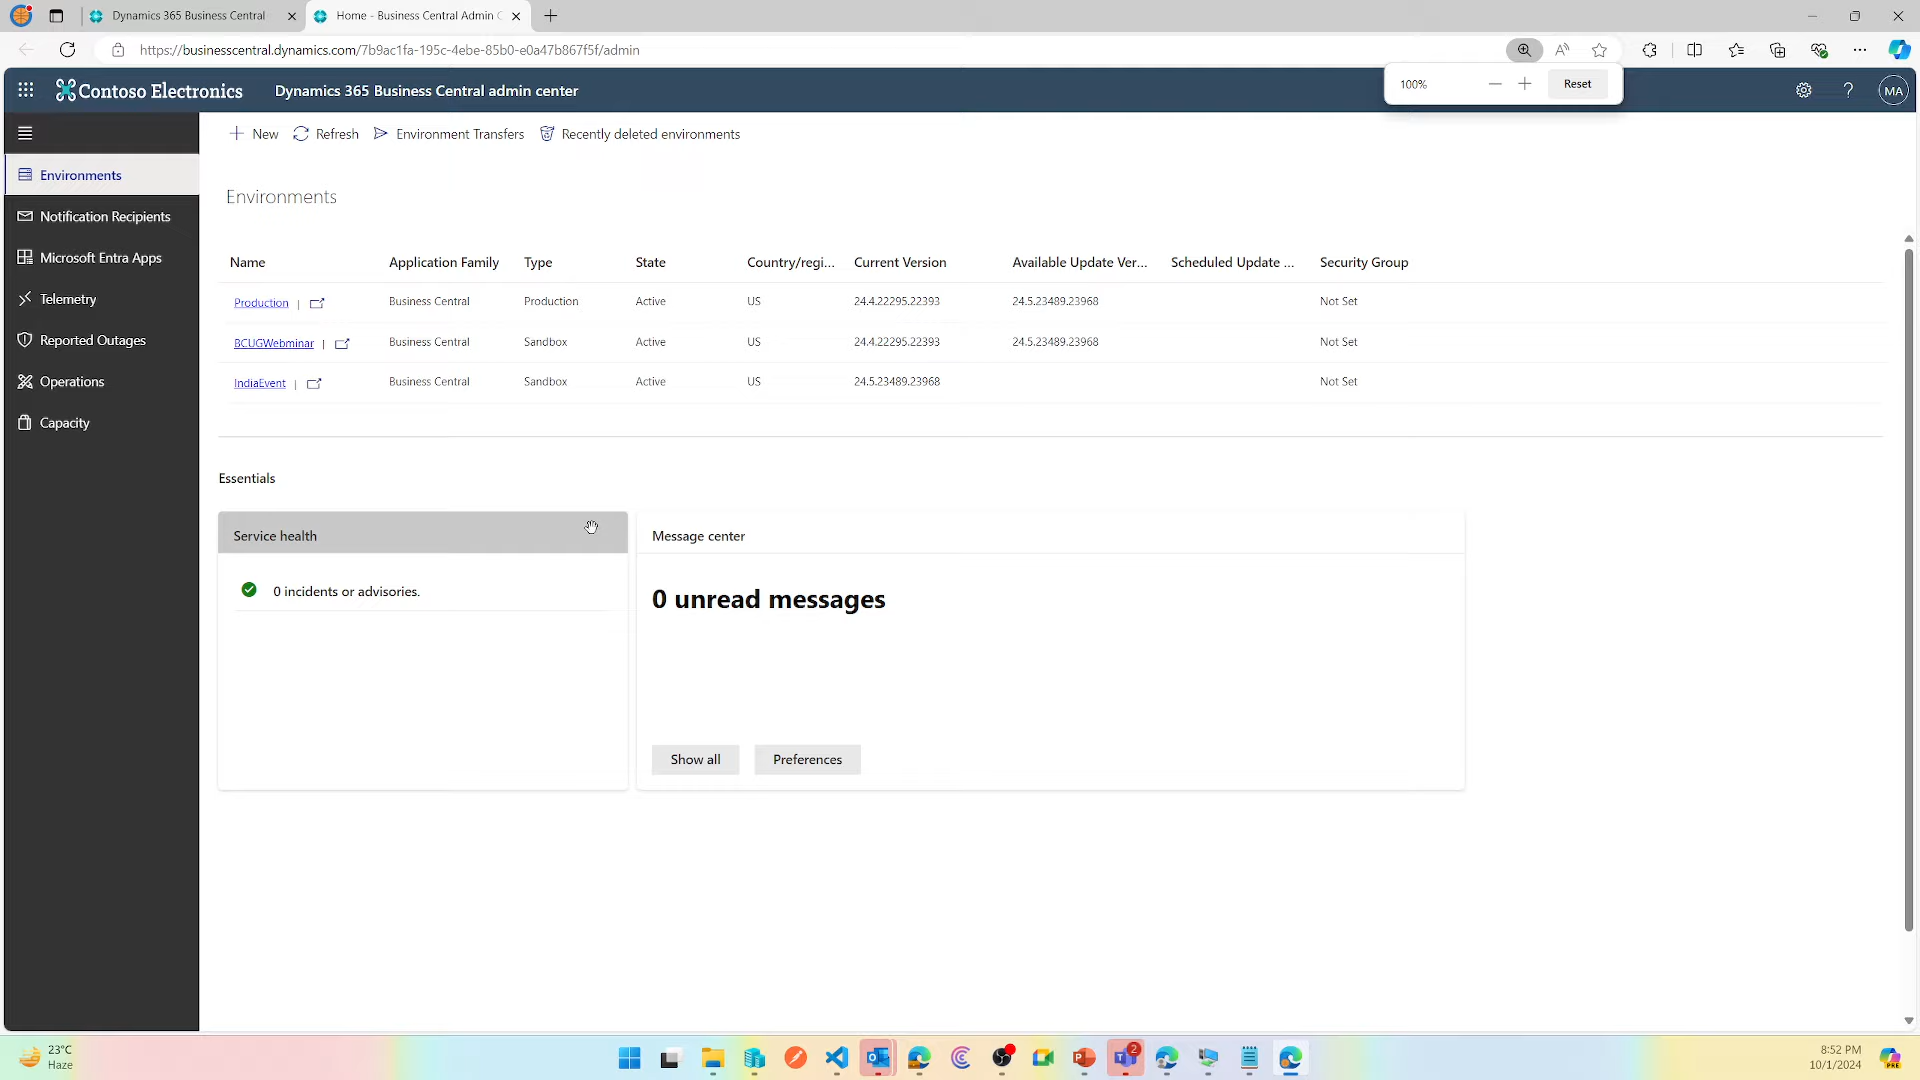 Dynamics 365 Business Central
Home - Business Central Admin C
https://businesscentral.dynamics.com/7b9ac1fa-195c-4ebe-85b0-e0a47b867f5f/admin
100%
Reset
Contoso Electronics
Dynamics 365 Business Central admin center
MA
New Refresh Environment Transfers Recently deleted environments
Environments
Notification Recipients
Microsoft Entra Apps
Telemetry
Reported Outages
Operations
Capacity
Environments
Name Application Family Type State Country/regi... Current Version Available Update Ver... Scheduled Update ... Security Group
Production | Business Central Production Active US 24.4.22295.22393 24.5.23489.23968 Not Set
BCUGWebminar | Business Central Sandbox Active US 24.4.22295.22393 24.5.23489.23968 Not Set
IndiaEvent | Business Central Sandbox Active US 24.5.23489.23968 Not Set
Essentials
Service health
0 incidents or advisories.
Message center
0 unread messages
Show all Preferences
23°C
Haze
2
8:52 PM
10/1/2024
PRE